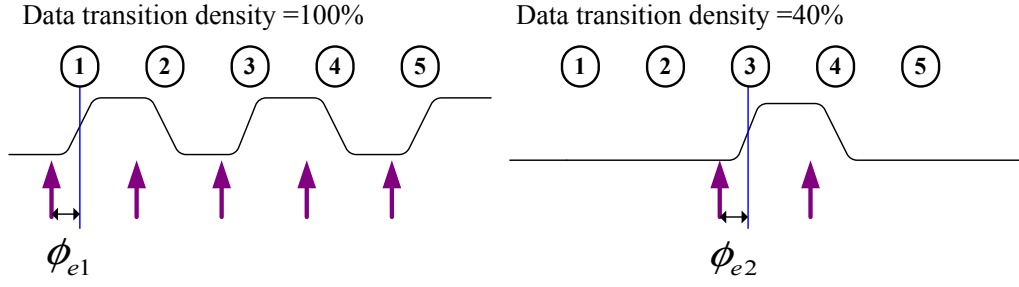 Data transition density =100%
1 2 3 4 5
ϕe1
Data transition density =40%
1 2 3 4 5
ϕe2